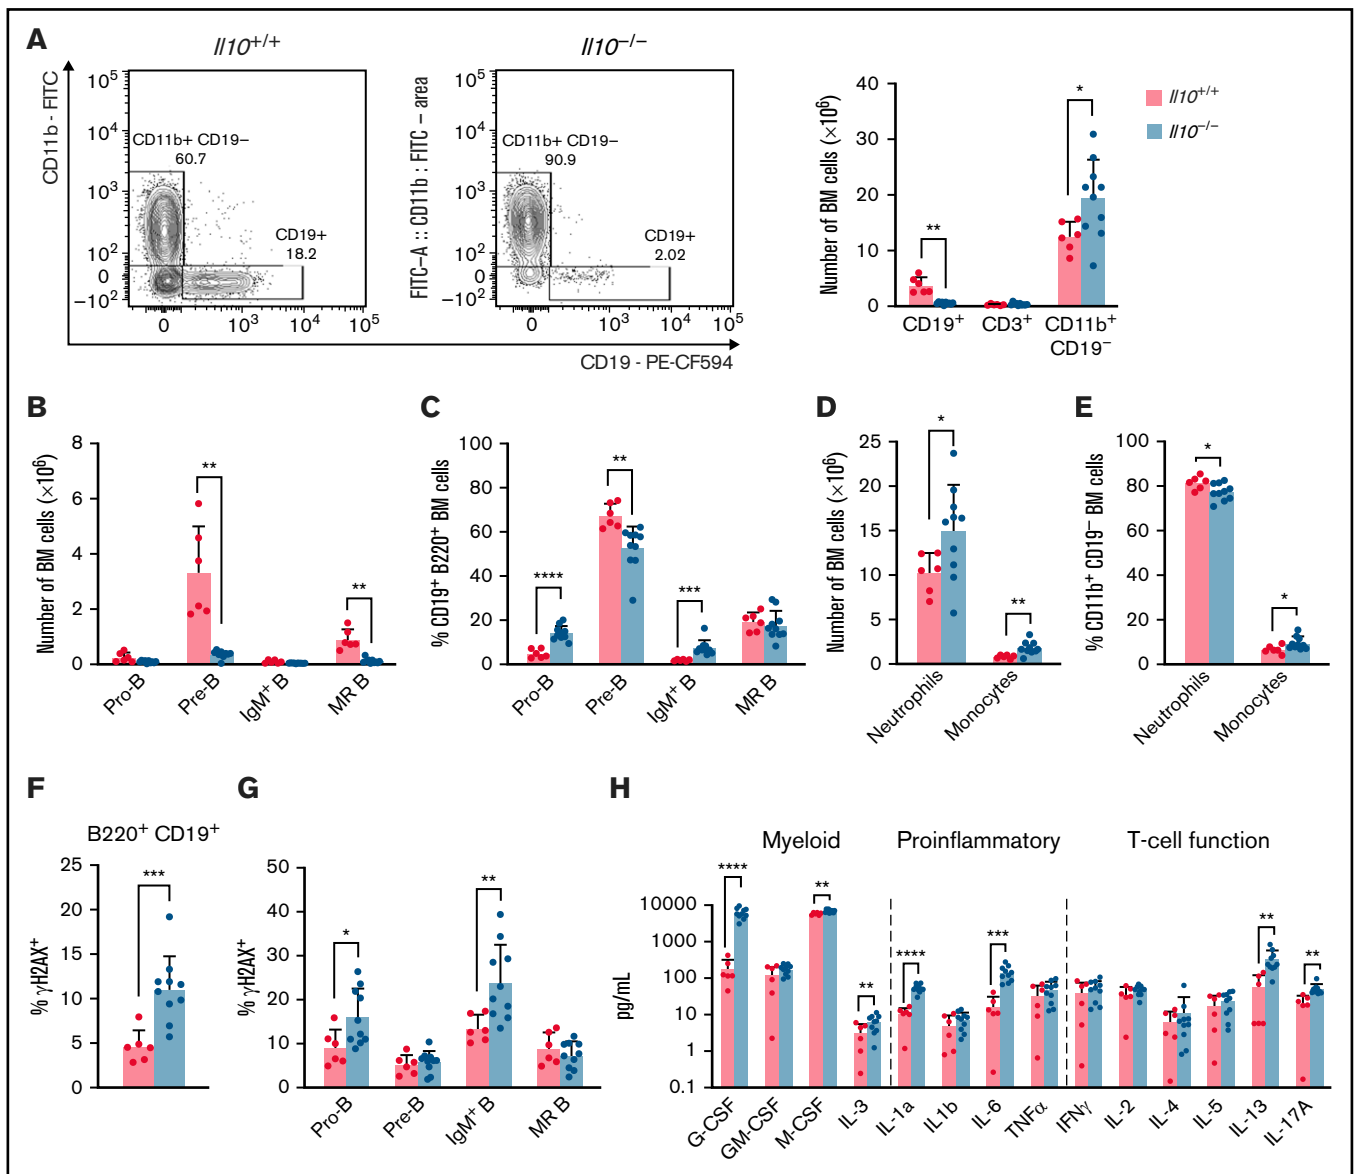 A
Il10+/+
Il10−/−
CD11b - FITC
10^5
10^4
10^3
10^2
0
−10^2
CD11b+ CD19−
60.7
CD19+
18.2
0
10^3
10^4
10^5
FITC–A :: CD11b : FITC – area
10^5
10^4
10^3
10^2
0
−10^2
CD11b+ CD19−
90.9
CD19+
2.02
0
10^3
10^4
10^5
CD19 - PE-CF594
Number of BM cells (×10^6)
40
30
20
10
0
**
*
CD19+
CD3+
CD11b+
CD19−
Il10+/+
Il10−/−
B
Number of BM cells (×10^6)
8
6
4
2
0
**
**
Pro-B
Pre-B
IgM+ B
MR B
C
% CD19+ B220+ BM cells
100
80
60
40
20
0
****
**
***
Pro-B
Pre-B
IgM+ B
MR B
D
Number of BM cells (×10^6)
25
20
15
10
5
0
*
**
Neutrophils
Monocytes
E
% CD11b+ CD19− BM cells
100
80
60
40
20
0
*
*
Neutrophils
Monocytes
F
B220+ CD19+
% γH2AX+
25
20
15
10
5
0
***
G
% γH2AX+
50
40
30
20
10
0
*
**
Pro-B
Pre-B
IgM+ B
MR B
H
Myeloid
Proinflammatory
T-cell function
pg/mL
10000
1000
100
10
1
0.1
****
**
**
****
***
**
**
G-CSF
GM-CSF
M-CSF
IL-3
IL-1a
IL1b
IL-6
TNFα
IFNγ
IL-2
IL-4
IL-5
IL-13
IL-17A